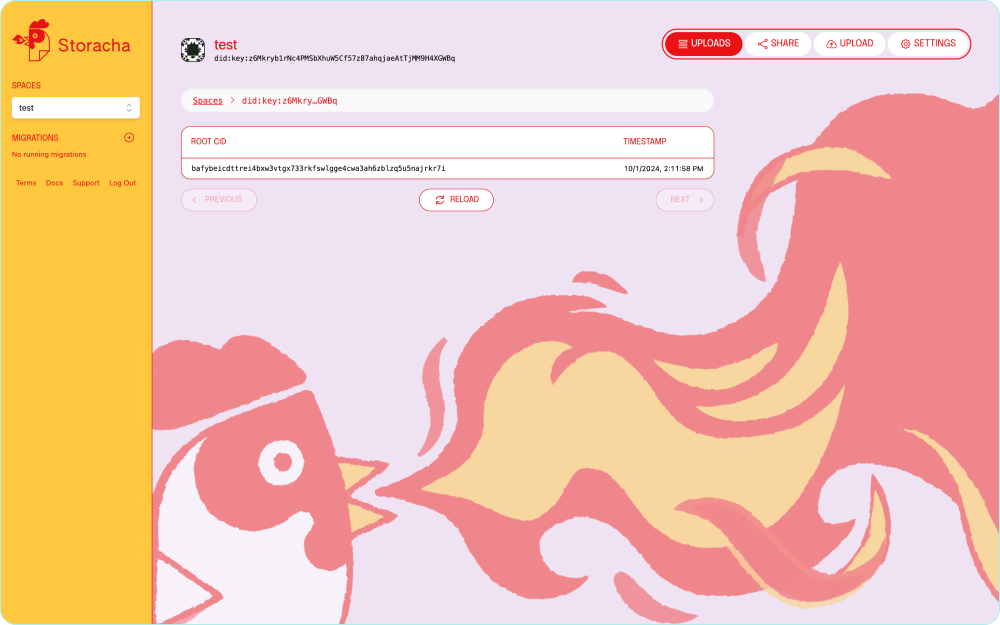 Storacha
SPACES
test
MIGRATIONS
No running migrations
Terms Docs Support Log Out
test
did:key:z6Mkryb1rNc4PMSbXhuW5Cf57z87ahqjaeAtTjMM9H4XGWBq
UPLOADS SHARE UPLOAD SETTINGS
Spaces > did:key:z6Mkry…GWBq
ROOT CID TIMESTAMP
bafybeicdttrei4bxw3vtgx733rkfswlgge4cwa3ah6zblzq5u5najrkr7i 10/1/2024, 2:11:58 PM
PREVIOUS RELOAD NEXT